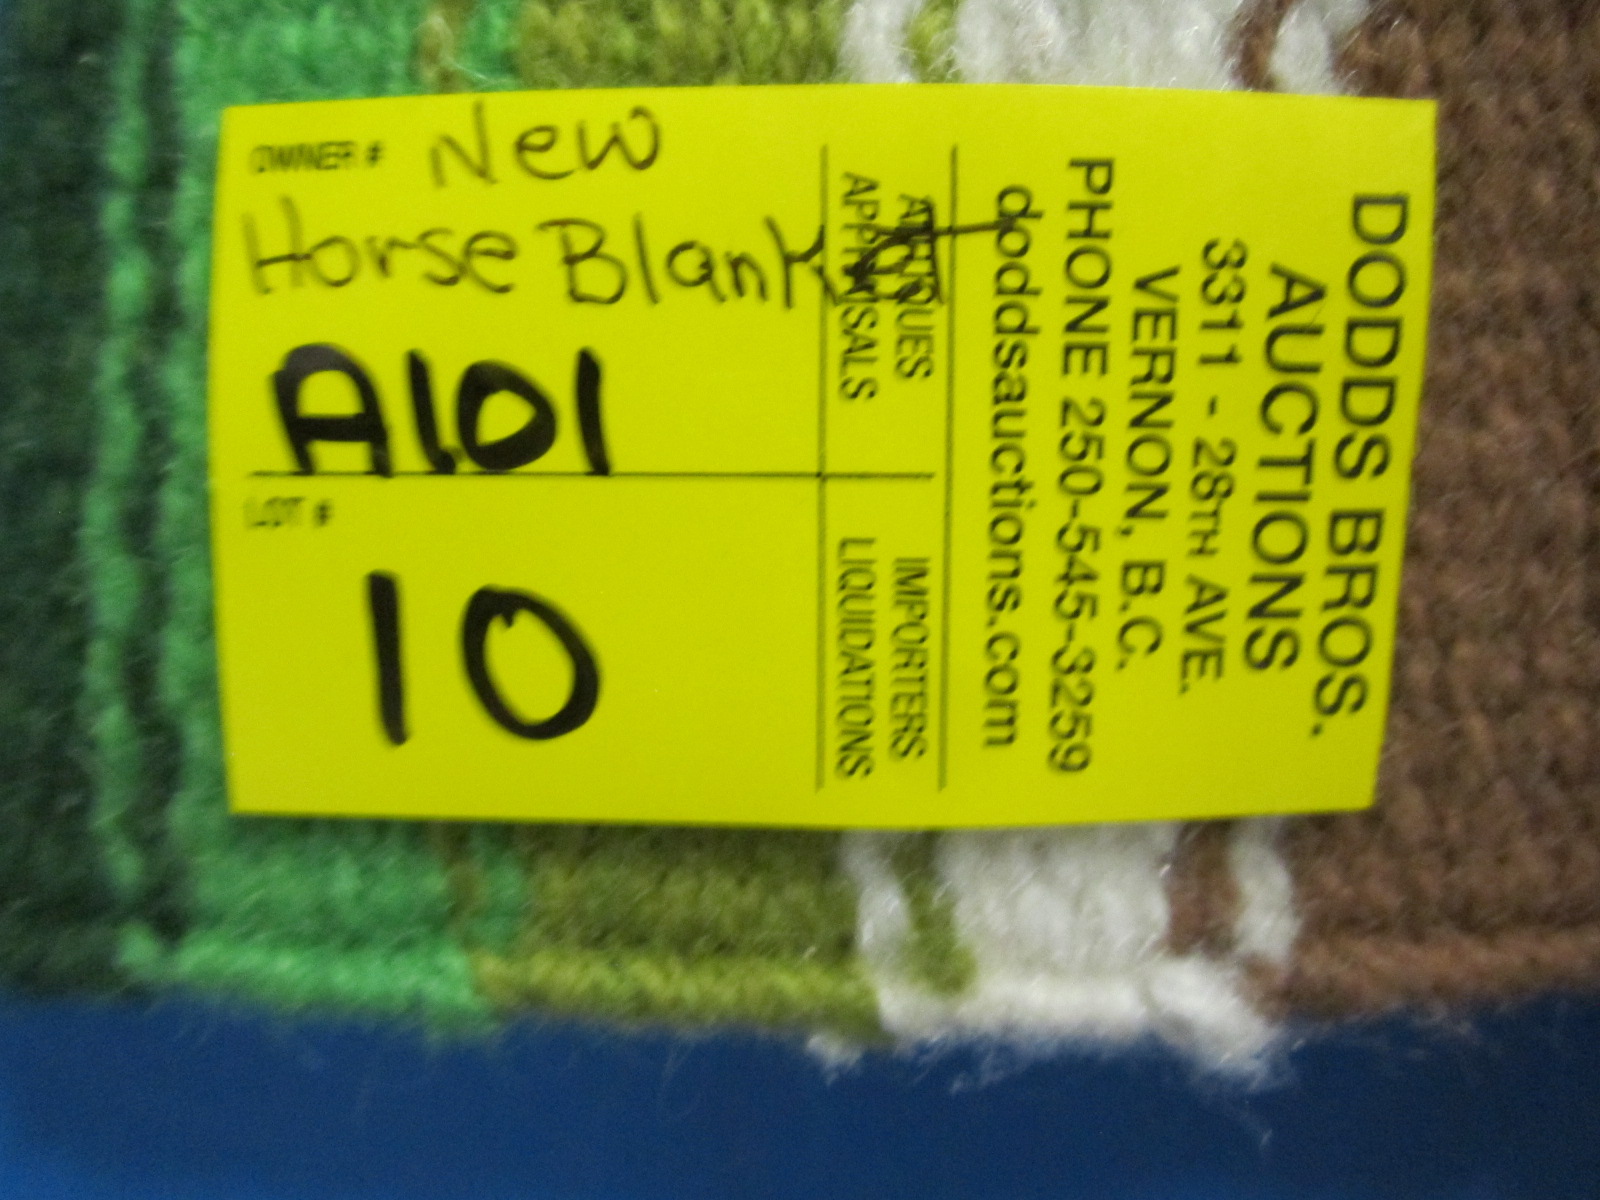 DODDS BROS.
AUCTIONS
3311 - 28TH AVE.
VERNON, B.C.
PHONE 250-545-3259
doddsauctions.com
ANTIQUES
APPRAISALS
IMPORTERS
LIQUIDATIONS
OWNER # New
Horse Blanket
A101
LOT #
10